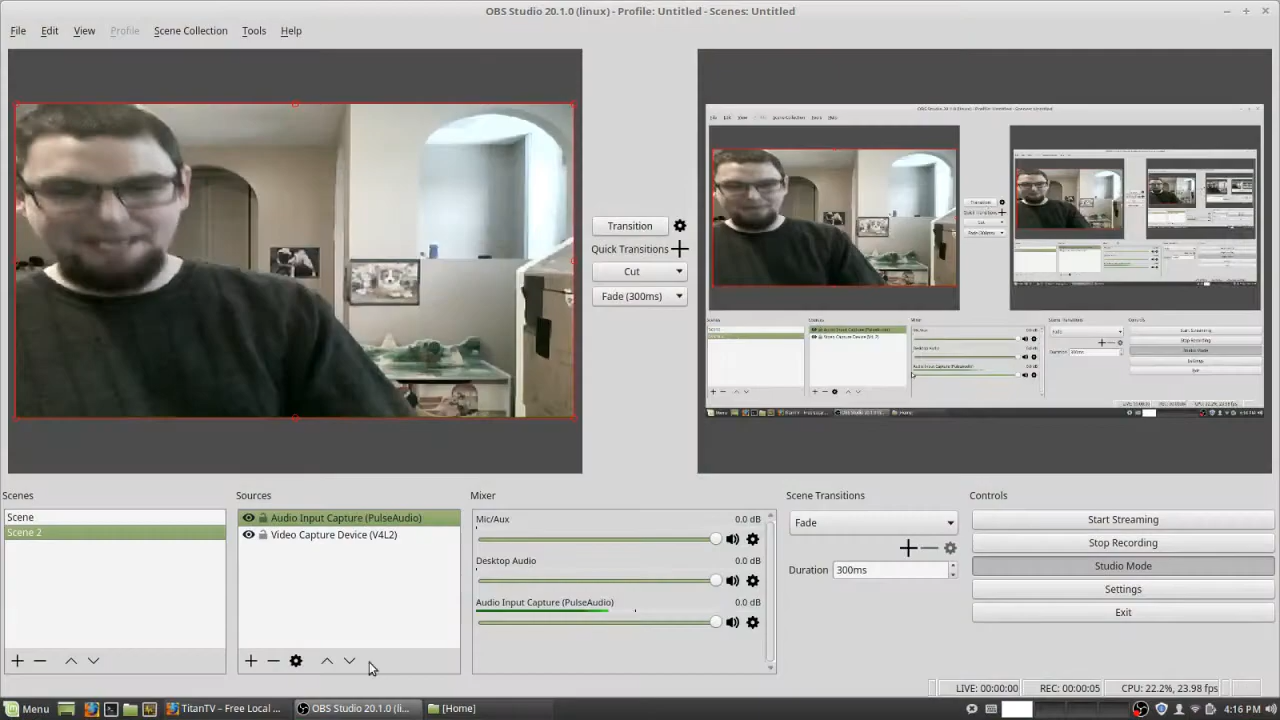 OBS Studio 20.1.0 (linux) - Profile: Untitled - Scenes: Untitled
File Edit View Profile Scene Collection Tools Help
Transition
Quick Transitions
Cut
Fade (300ms)
Scenes
Scene
Scene 2
Sources
Audio Input Capture (PulseAudio)
Video Capture Device (V4L2)
Mixer
Mic/Aux 0.0 dB
Desktop Audio 0.0 dB
Audio Input Capture (PulseAudio) 0.0 dB
Scene Transitions
Fade
Duration 300ms
Controls
Start Streaming
Stop Recording
Studio Mode
Settings
Exit
LIVE: 00:00:00 REC: 00:00:05 CPU: 22.2%, 23.98 fps
Menu TitanTV – Free Local ... OBS Studio 20.1.0 (li... [Home] 4:16 PM